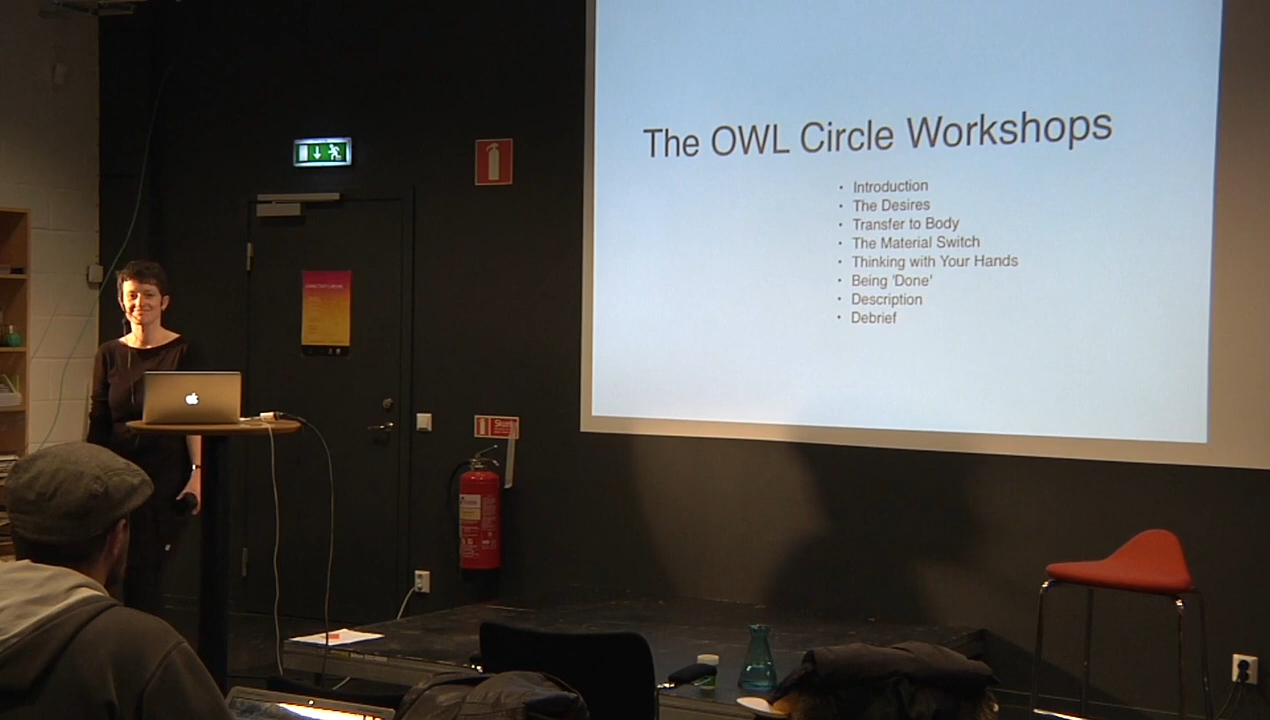 The OWL Circle Workshops
• Introduction
• The Desires
• Transfer to Body
• The Material Switch
• Thinking with Your Hands
• Being 'Done'
• Description
• Debrief